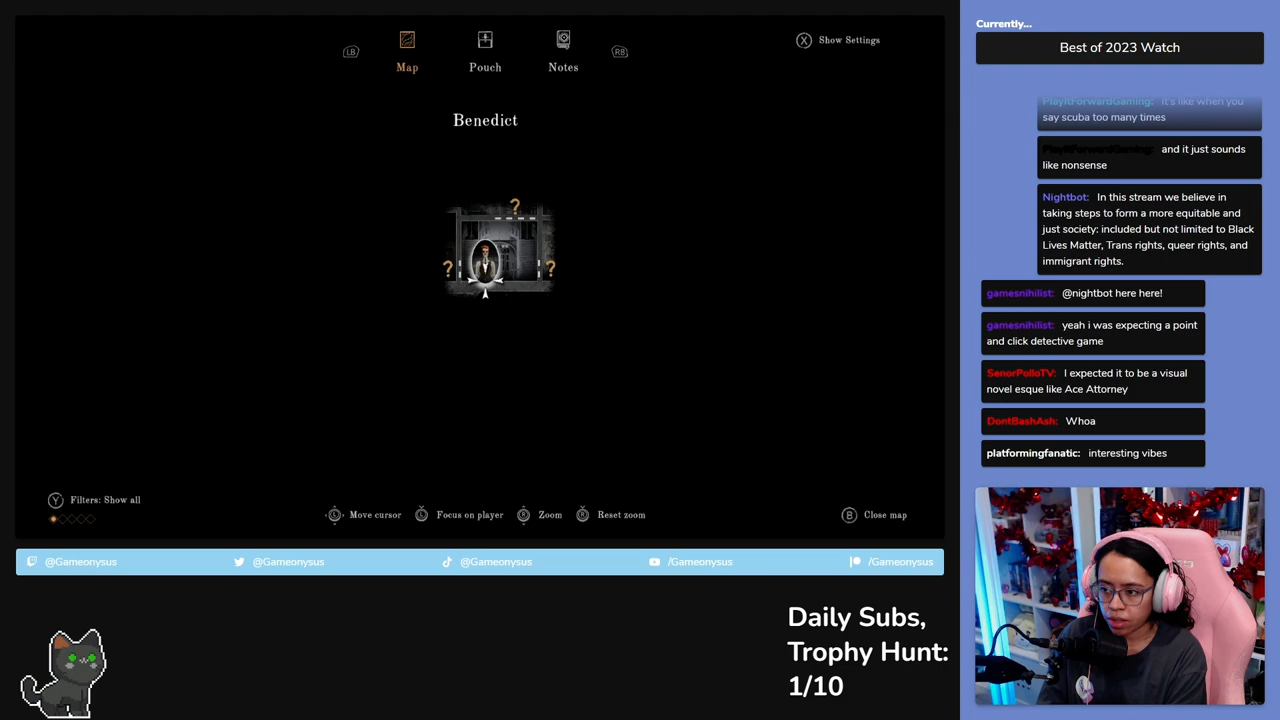 LB
RB
Map
Pouch
Notes
X Show Settings
Benedict
?
?
?
Y Filters: Show all
L Move cursor
L Focus on player
R Zoom
R Reset zoom
B Close map
@Gameonysus
@Gameonysus
@Gameonysus
/Gameonysus
/Gameonysus
Daily Subs,
Trophy Hunt:
1/10
Currently...
Best of 2023 Watch
PlayItForwardGaming: It's like when you
say scuba too many times
PlayItForwardGaming: and it just sounds
like nonsense
Nightbot: In this stream we believe in
taking steps to form a more equitable and
just society: included but not limited to Black
Lives Matter, Trans rights, queer rights, and
immigrant rights.
gamesnihilist: @nightbot here here!
gamesnihilist: yeah i was expecting a point
and click detective game
SenorPolloTV: I expected it to be a visual
novel esque like Ace Attorney
DontBashAsh: Whoa
platformingfanatic: interesting vibes